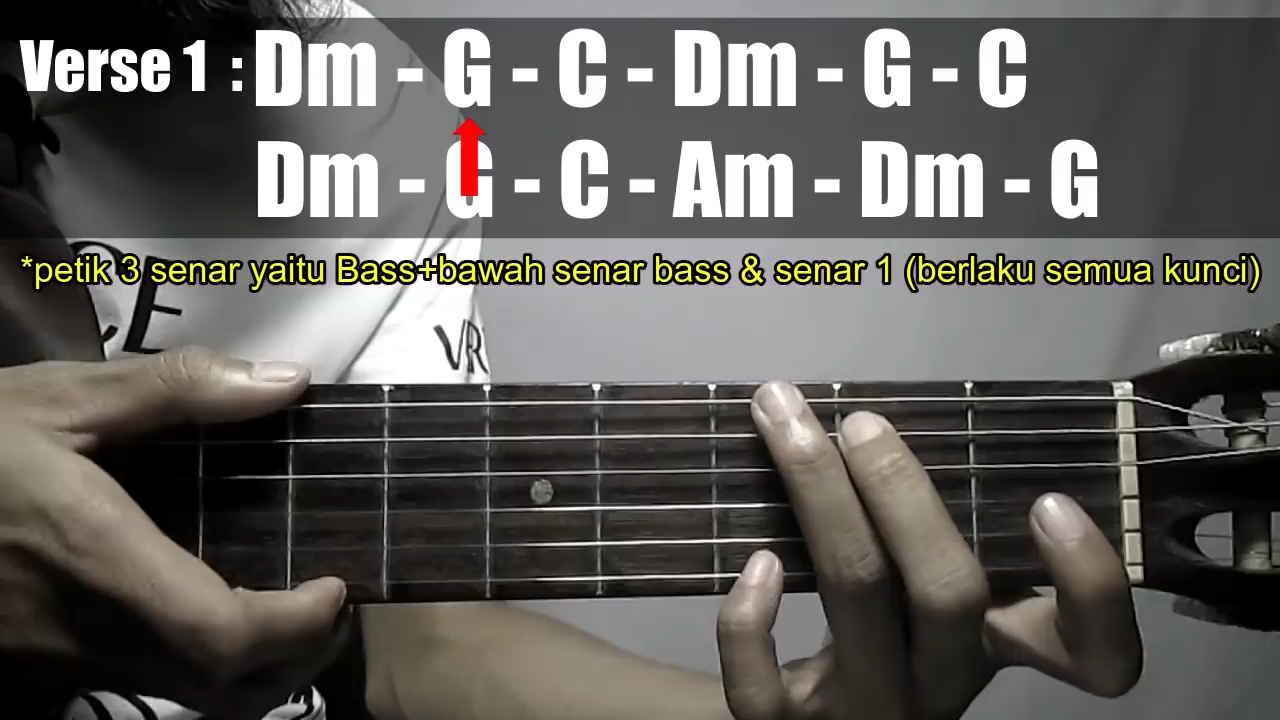 Verse 1 : Dm - G - C - Dm - G - C
Dm - G - C - Am - Dm - G
*petik 3 senar yaitu Bass+bawah senar bass & senar 1 (berlaku semua kunci)